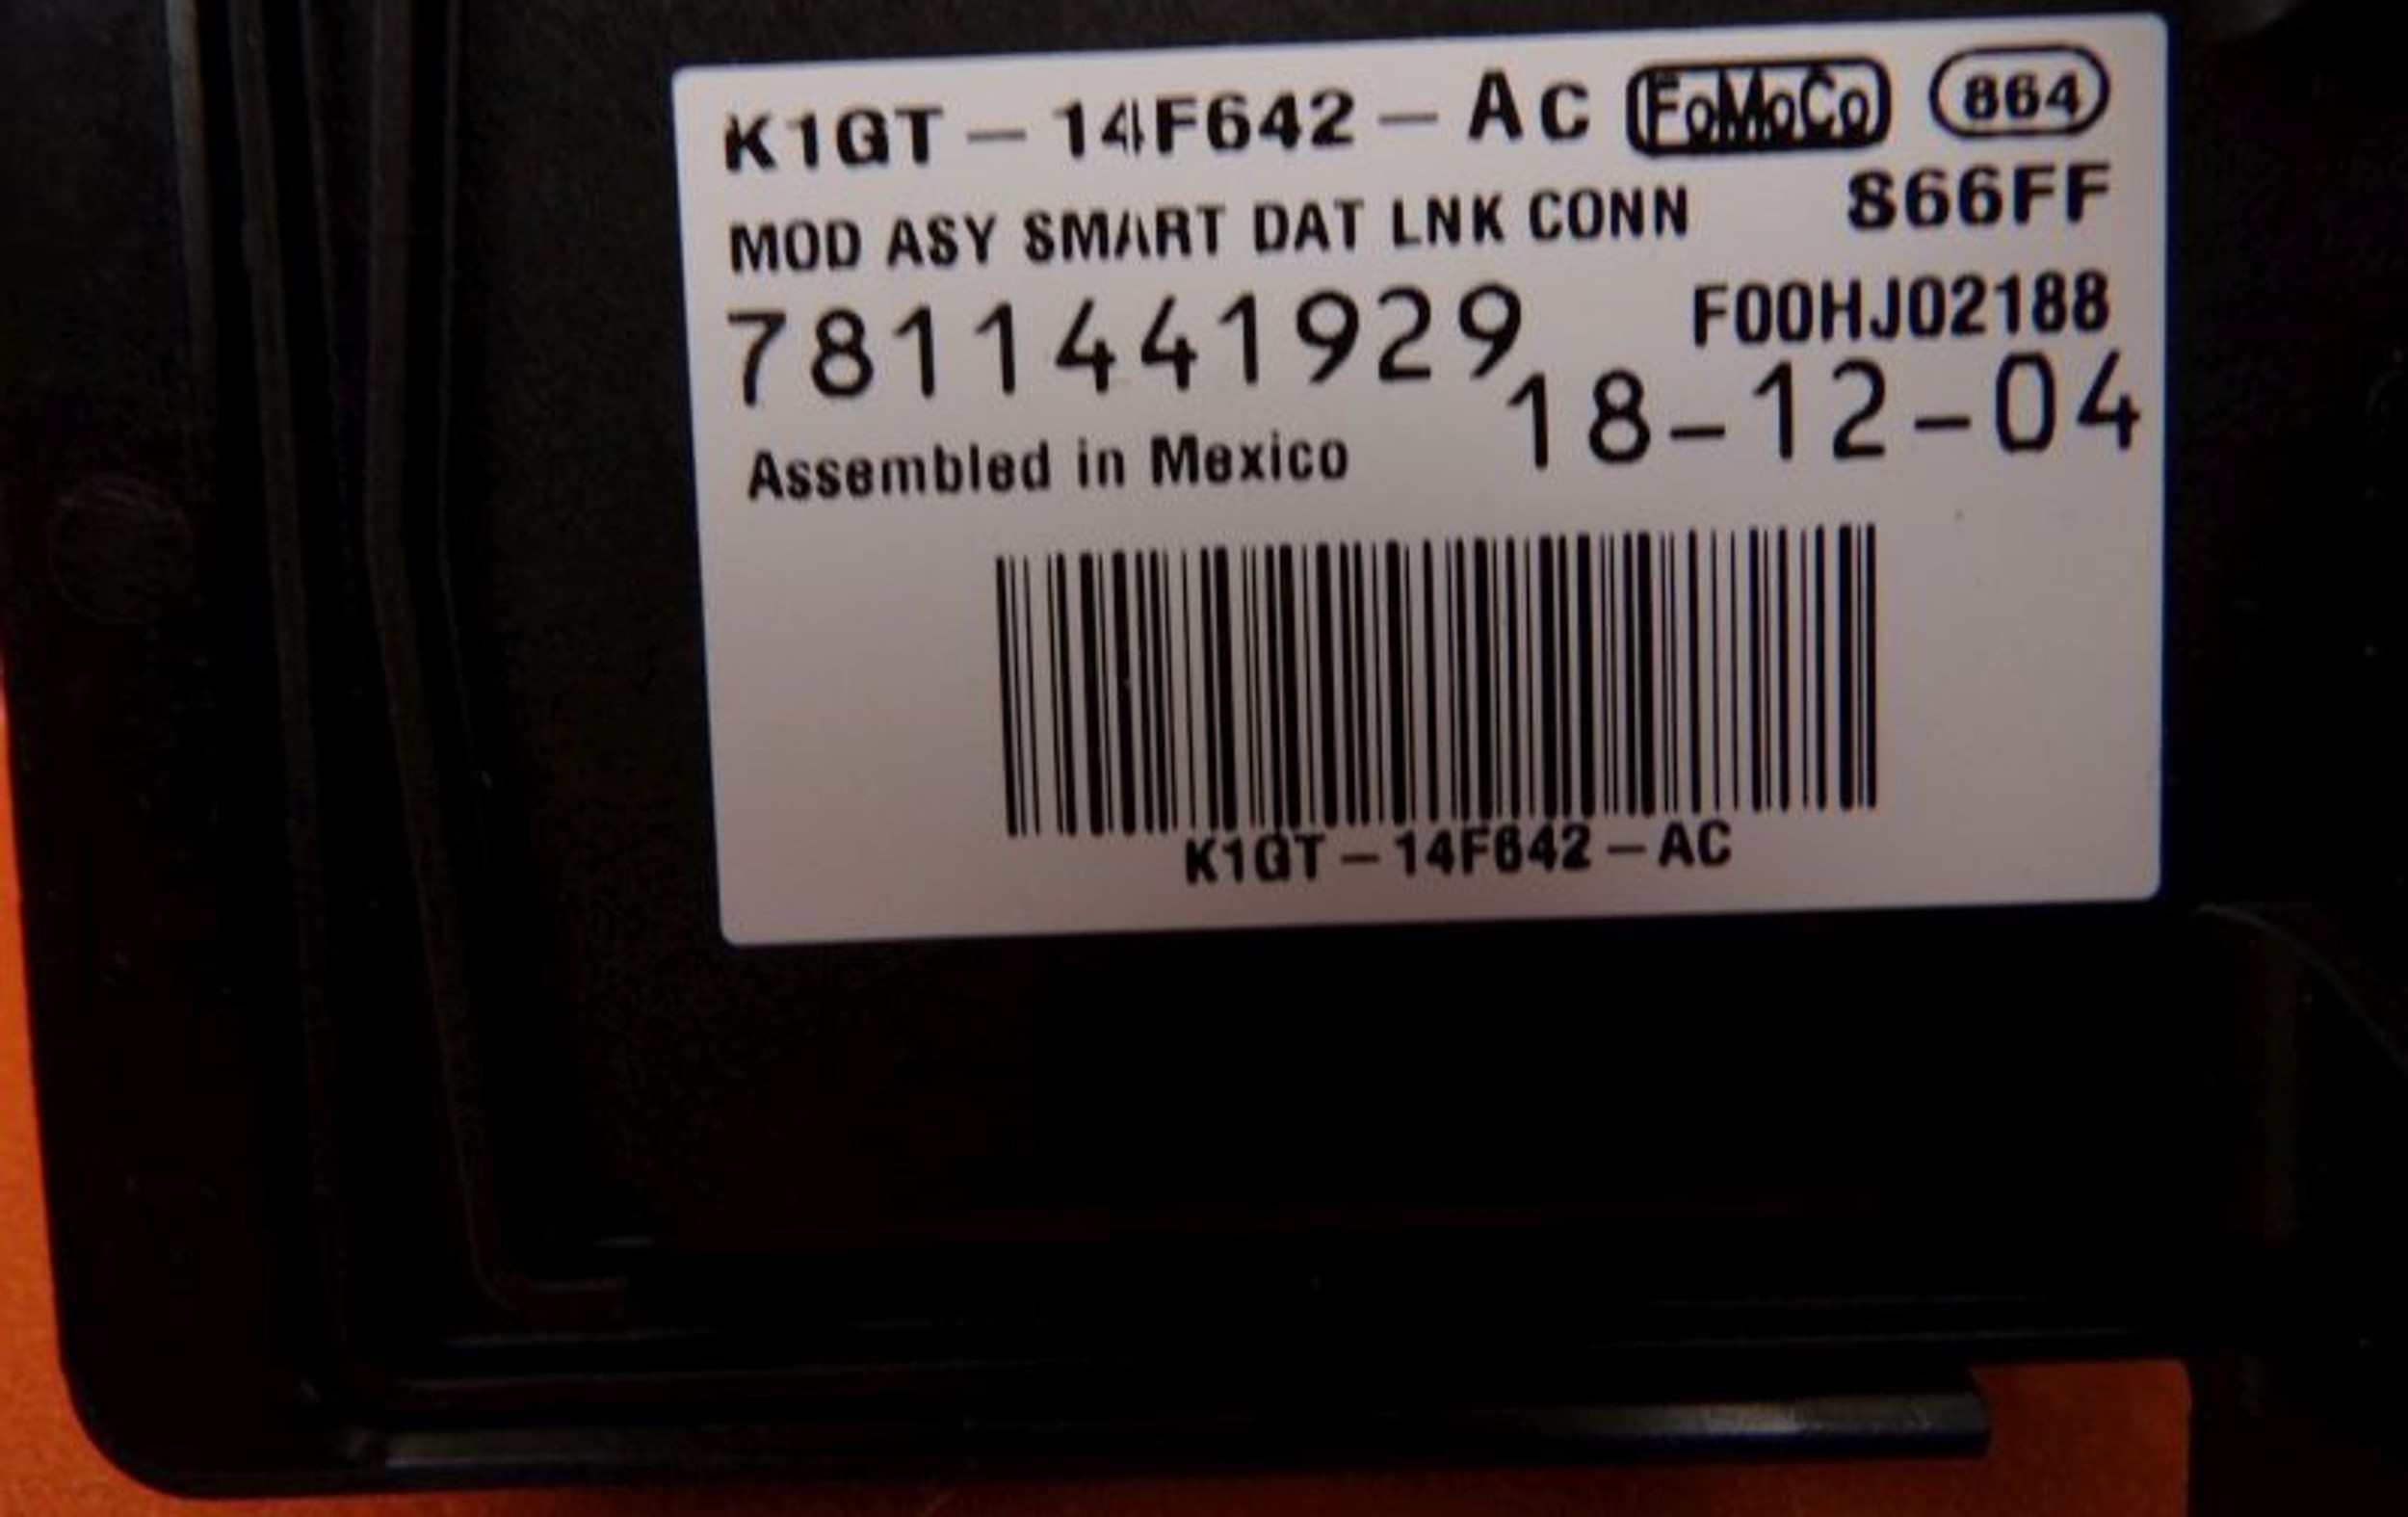 K1GT – 14F642 – AC FoMoCo 864
MOD ASY SMART DAT LNK CONN 866FF
7811441929 F00HJ02188
Assembled in Mexico 18-12-04
K1GT – 14F642 – AC